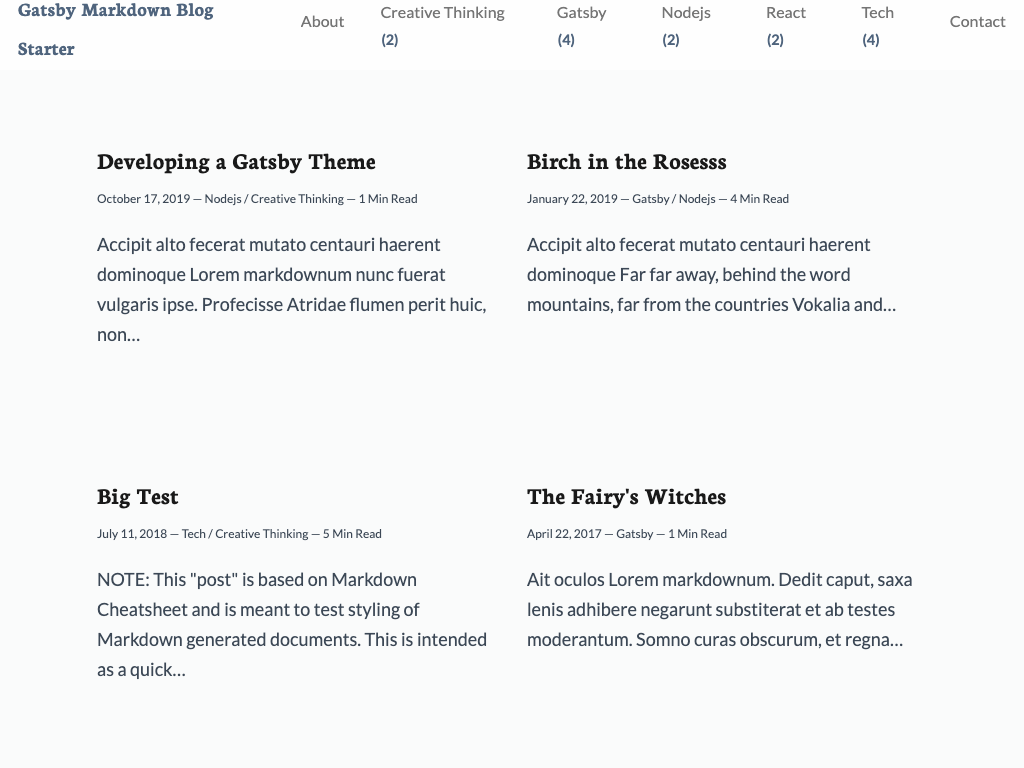 Gatsby Markdown Blog
Starter
About
Creative Thinking
(2)
Gatsby
(4)
Nodejs
(2)
React
(2)
Tech
(4)
Contact
Developing a Gatsby Theme
October 17, 2019 — Nodejs / Creative Thinking — 1 Min Read
Accipit alto fecerat mutato centauri haerent
dominoque Lorem markdownum nunc fuerat
vulgaris ipse. Profecisse Atridae flumen perit huic,
non...
Birch in the Rosesss
January 22, 2019 — Gatsby / Nodejs — 4 Min Read
Accipit alto fecerat mutato centauri haerent
dominoque Far far away, behind the word
mountains, far from the countries Vokalia and...
Big Test
July 11, 2018 — Tech / Creative Thinking — 5 Min Read
NOTE: This "post" is based on Markdown
Cheatsheet and is meant to test styling of
Markdown generated documents. This is intended
as a quick...
The Fairy's Witches
April 22, 2017 — Gatsby — 1 Min Read
Ait oculos Lorem markdownum. Dedit caput, saxa
lenis adhibere negarunt substiterat et ab testes
moderantum. Somno curas obscurum, et regna...